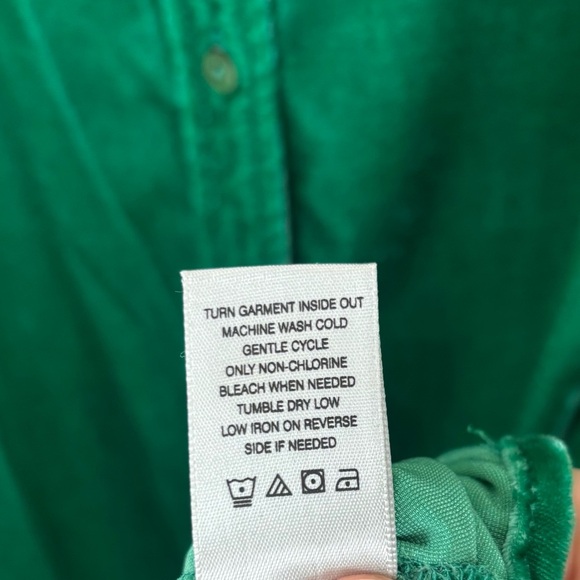 TURN GARMENT INSIDE OUT
MACHINE WASH COLD
GENTLE CYCLE
ONLY NON-CHLORINE
BLEACH WHEN NEEDED
TUMBLE DRY LOW
LOW IRON ON REVERSE
SIDE IF NEEDED